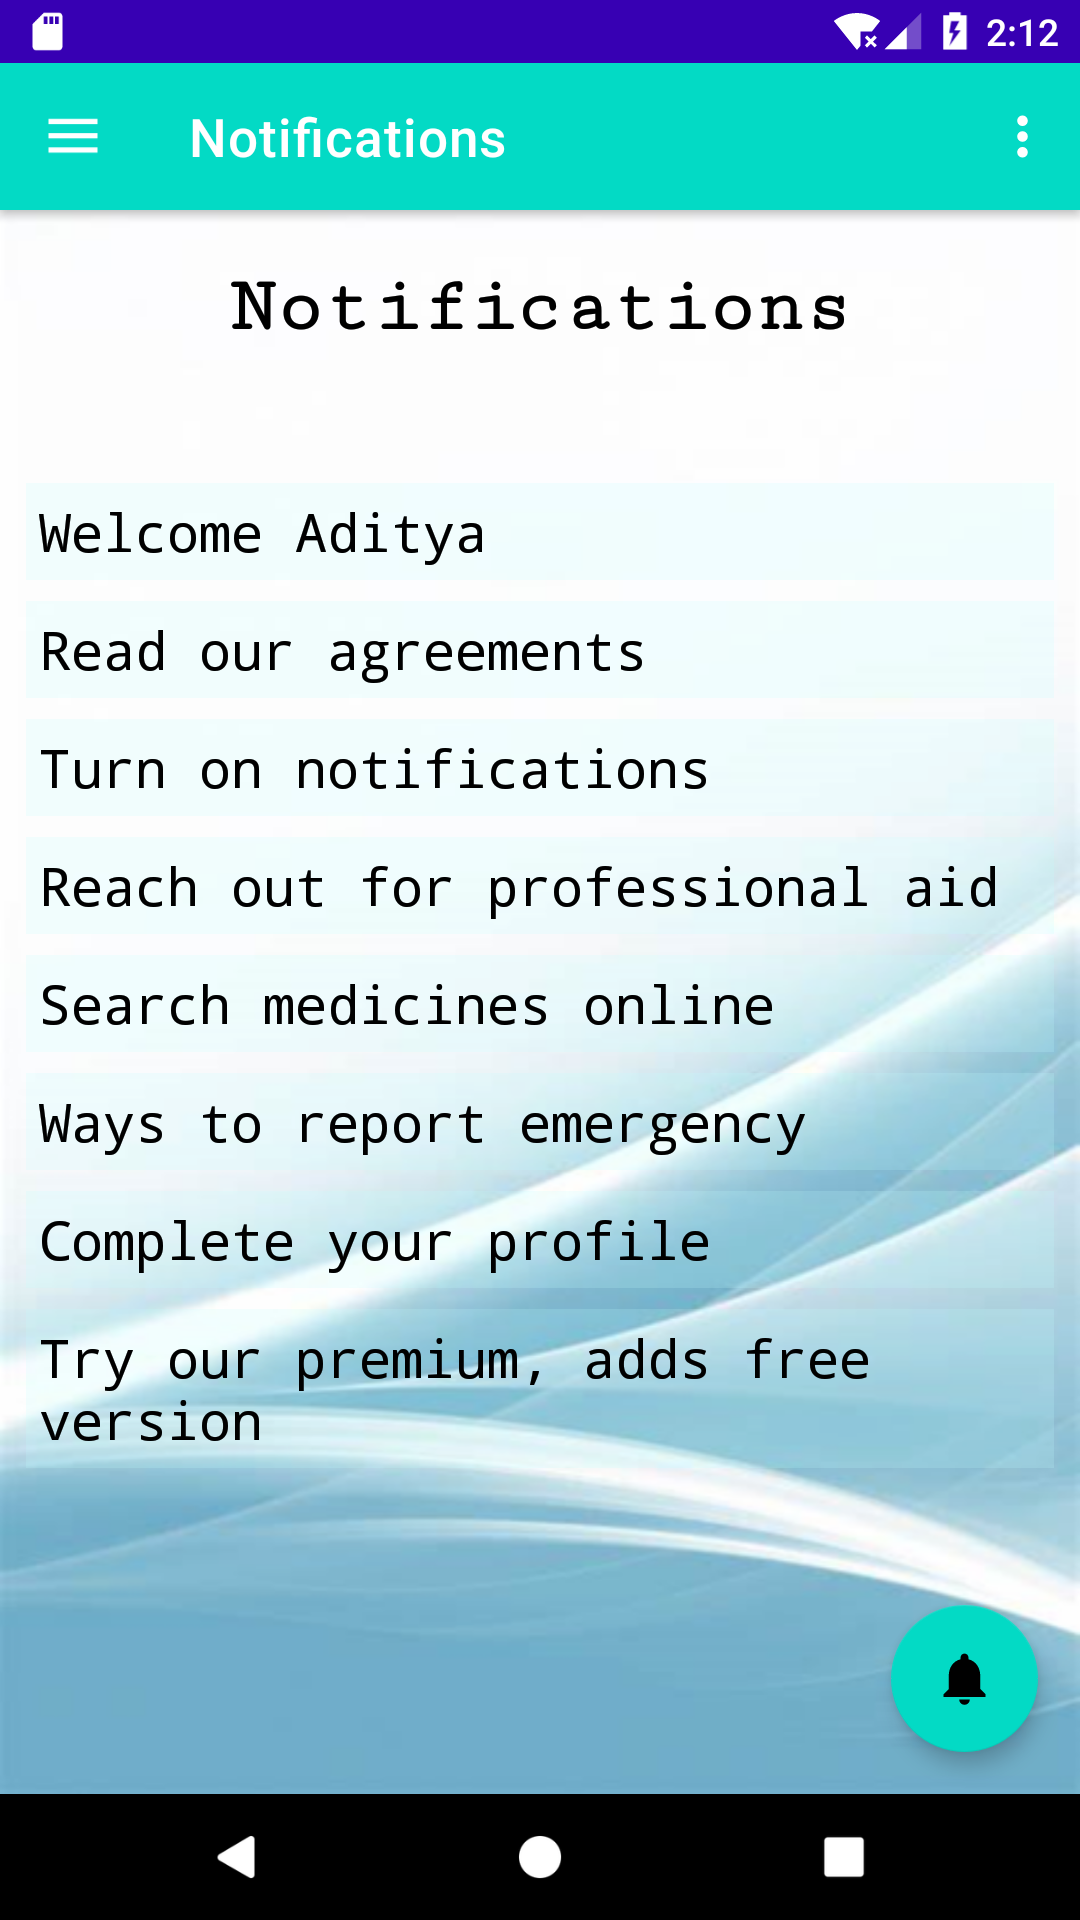 2:12
Notifications
Notifications
Welcome Aditya
Read our agreements
Turn on notifications
Reach out for professional aid
Search medicines online
Ways to report emergency
Complete your profile
Try our premium, adds free
version